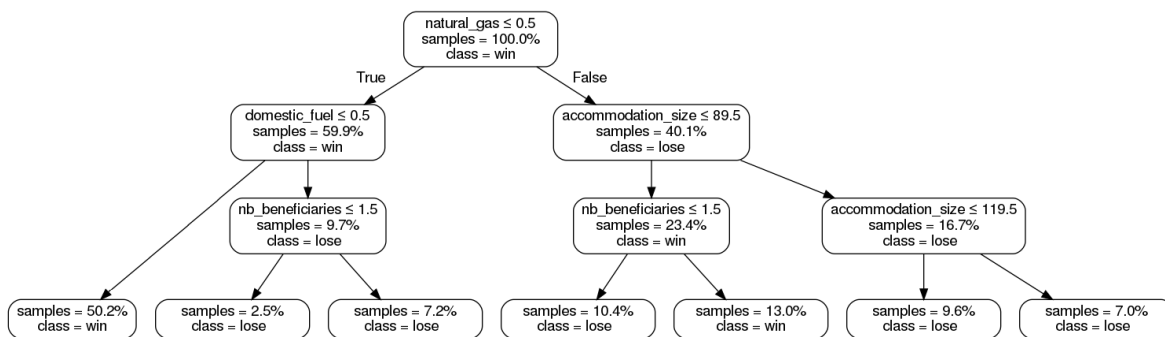 natural_gas ≤ 0.5
samples = 100.0%
class = win
True
False
domestic_fuel ≤ 0.5
samples = 59.9%
class = win
accommodation_size ≤ 89.5
samples = 40.1%
class = lose
nb_beneficiaries ≤ 1.5
samples = 9.7%
class = lose
nb_beneficiaries ≤ 1.5
samples = 23.4%
class = win
accommodation_size ≤ 119.5
samples = 16.7%
class = lose
samples = 50.2%
class = win
samples = 2.5%
class = lose
samples = 7.2%
class = lose
samples = 10.4%
class = lose
samples = 13.0%
class = win
samples = 9.6%
class = lose
samples = 7.0%
class = lose